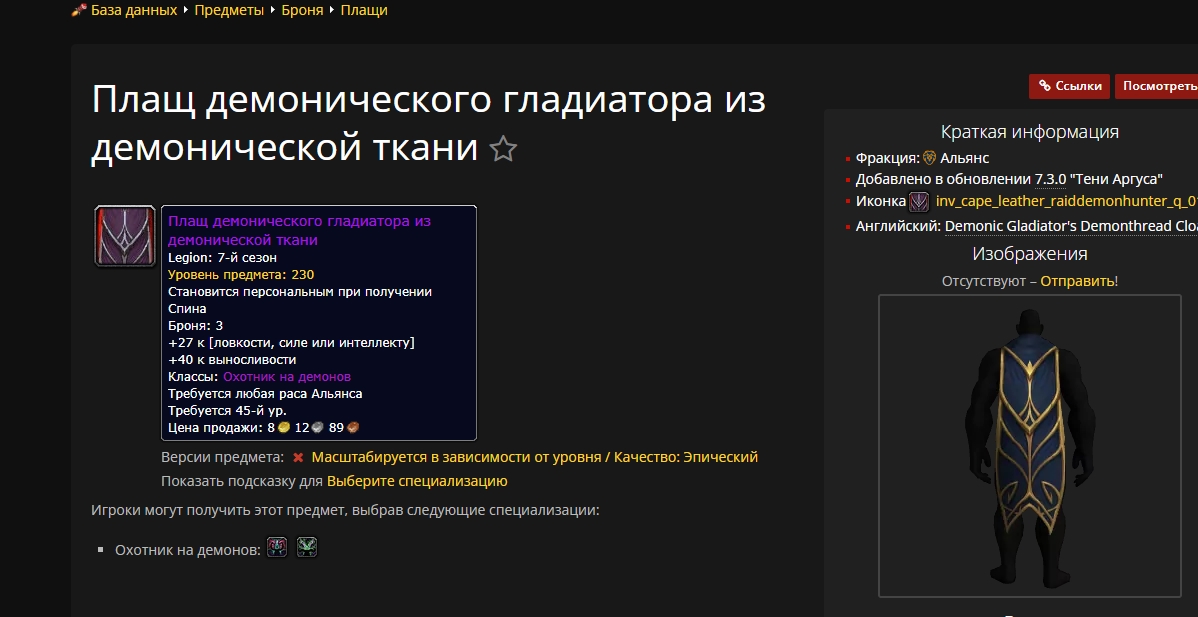 База данных ‣ Предметы ‣ Броня ‣ Плащи
Плащ демонического гладиатора из
демонической ткани
Плащ демонического гладиатора из
демонической ткани
Legion: 7-й сезон
Уровень предмета: 230
Становится персональным при получении
Спина
Броня: 3
+27 к [ловкости, силе или интеллекту]
+40 к выносливости
Классы: Охотник на демонов
Требуется любая раса Альянса
Требуется 45-й ур.
Цена продажи: 8 12 89
Версии предмета: Масштабируется в зависимости от уровня / Качество: Эпический
Показать подсказку для Выберите специализацию
Игроки могут получить этот предмет, выбрав следующие специализации:
Охотник на демонов:
Ссылки
Посмотреть
Краткая информация
Фракция: Альянс
Добавлено в обновлении 7.3.0 "Тени Аргуса"
Иконка inv_cape_leather_raiddemonhunter_q_0
Английский: Demonic Gladiator's Demonthread Clo
Изображения
Отсутствуют – Отправить!